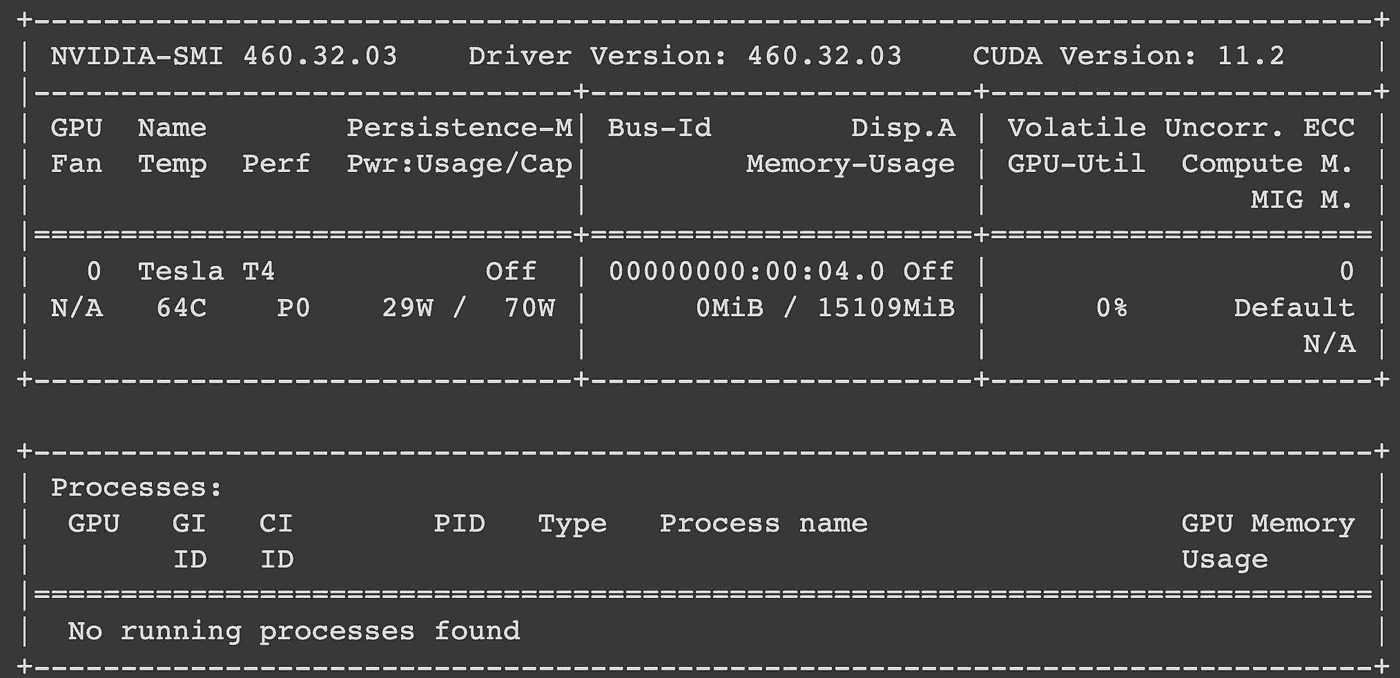 +-----------------------------------------------------------------------------+
| NVIDIA-SMI 460.32.03    Driver Version: 460.32.03    CUDA Version: 11.2     |
|-------------------------------+----------------------+----------------------+
| GPU  Name        Persistence-M| Bus-Id        Disp.A | Volatile Uncorr. ECC |
| Fan  Temp  Perf  Pwr:Usage/Cap|         Memory-Usage | GPU-Util  Compute M. |
|                               |                      |               MIG M. |
|===============================+======================+======================|
|   0  Tesla T4            Off  | 00000000:00:04.0 Off |                    0 |
| N/A   64C    P0    29W /  70W |      0MiB / 15109MiB |      0%      Default |
|                               |                      |                  N/A |
+-------------------------------+----------------------+----------------------+

+-----------------------------------------------------------------------------+
| Processes:                                                                  |
|  GPU   GI   CI        PID   Type   Process name                  GPU Memory |
|        ID   ID                                                   Usage      |
|=============================================================================|
|  No running processes found                                                 |
+-----------------------------------------------------------------------------+